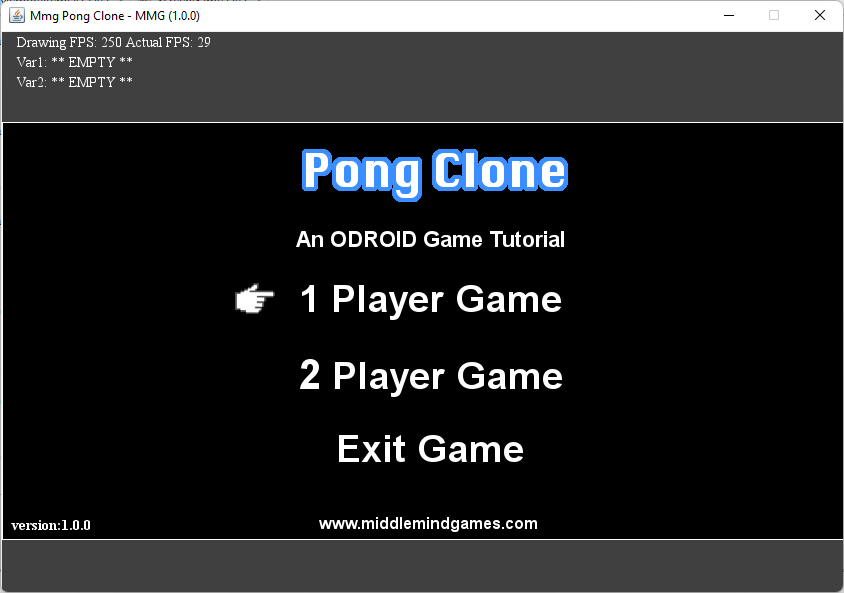 Mmg Pong Clone - MMG (1.0.0)
Drawing FPS: 250 Actual FPS: 29
Var1: ** EMPTY **
Var2: ** EMPTY **
Pong Clone
An ODROID Game Tutorial
1 Player Game
2 Player Game
Exit Game
version:1.0.0
www.middlemindgames.com